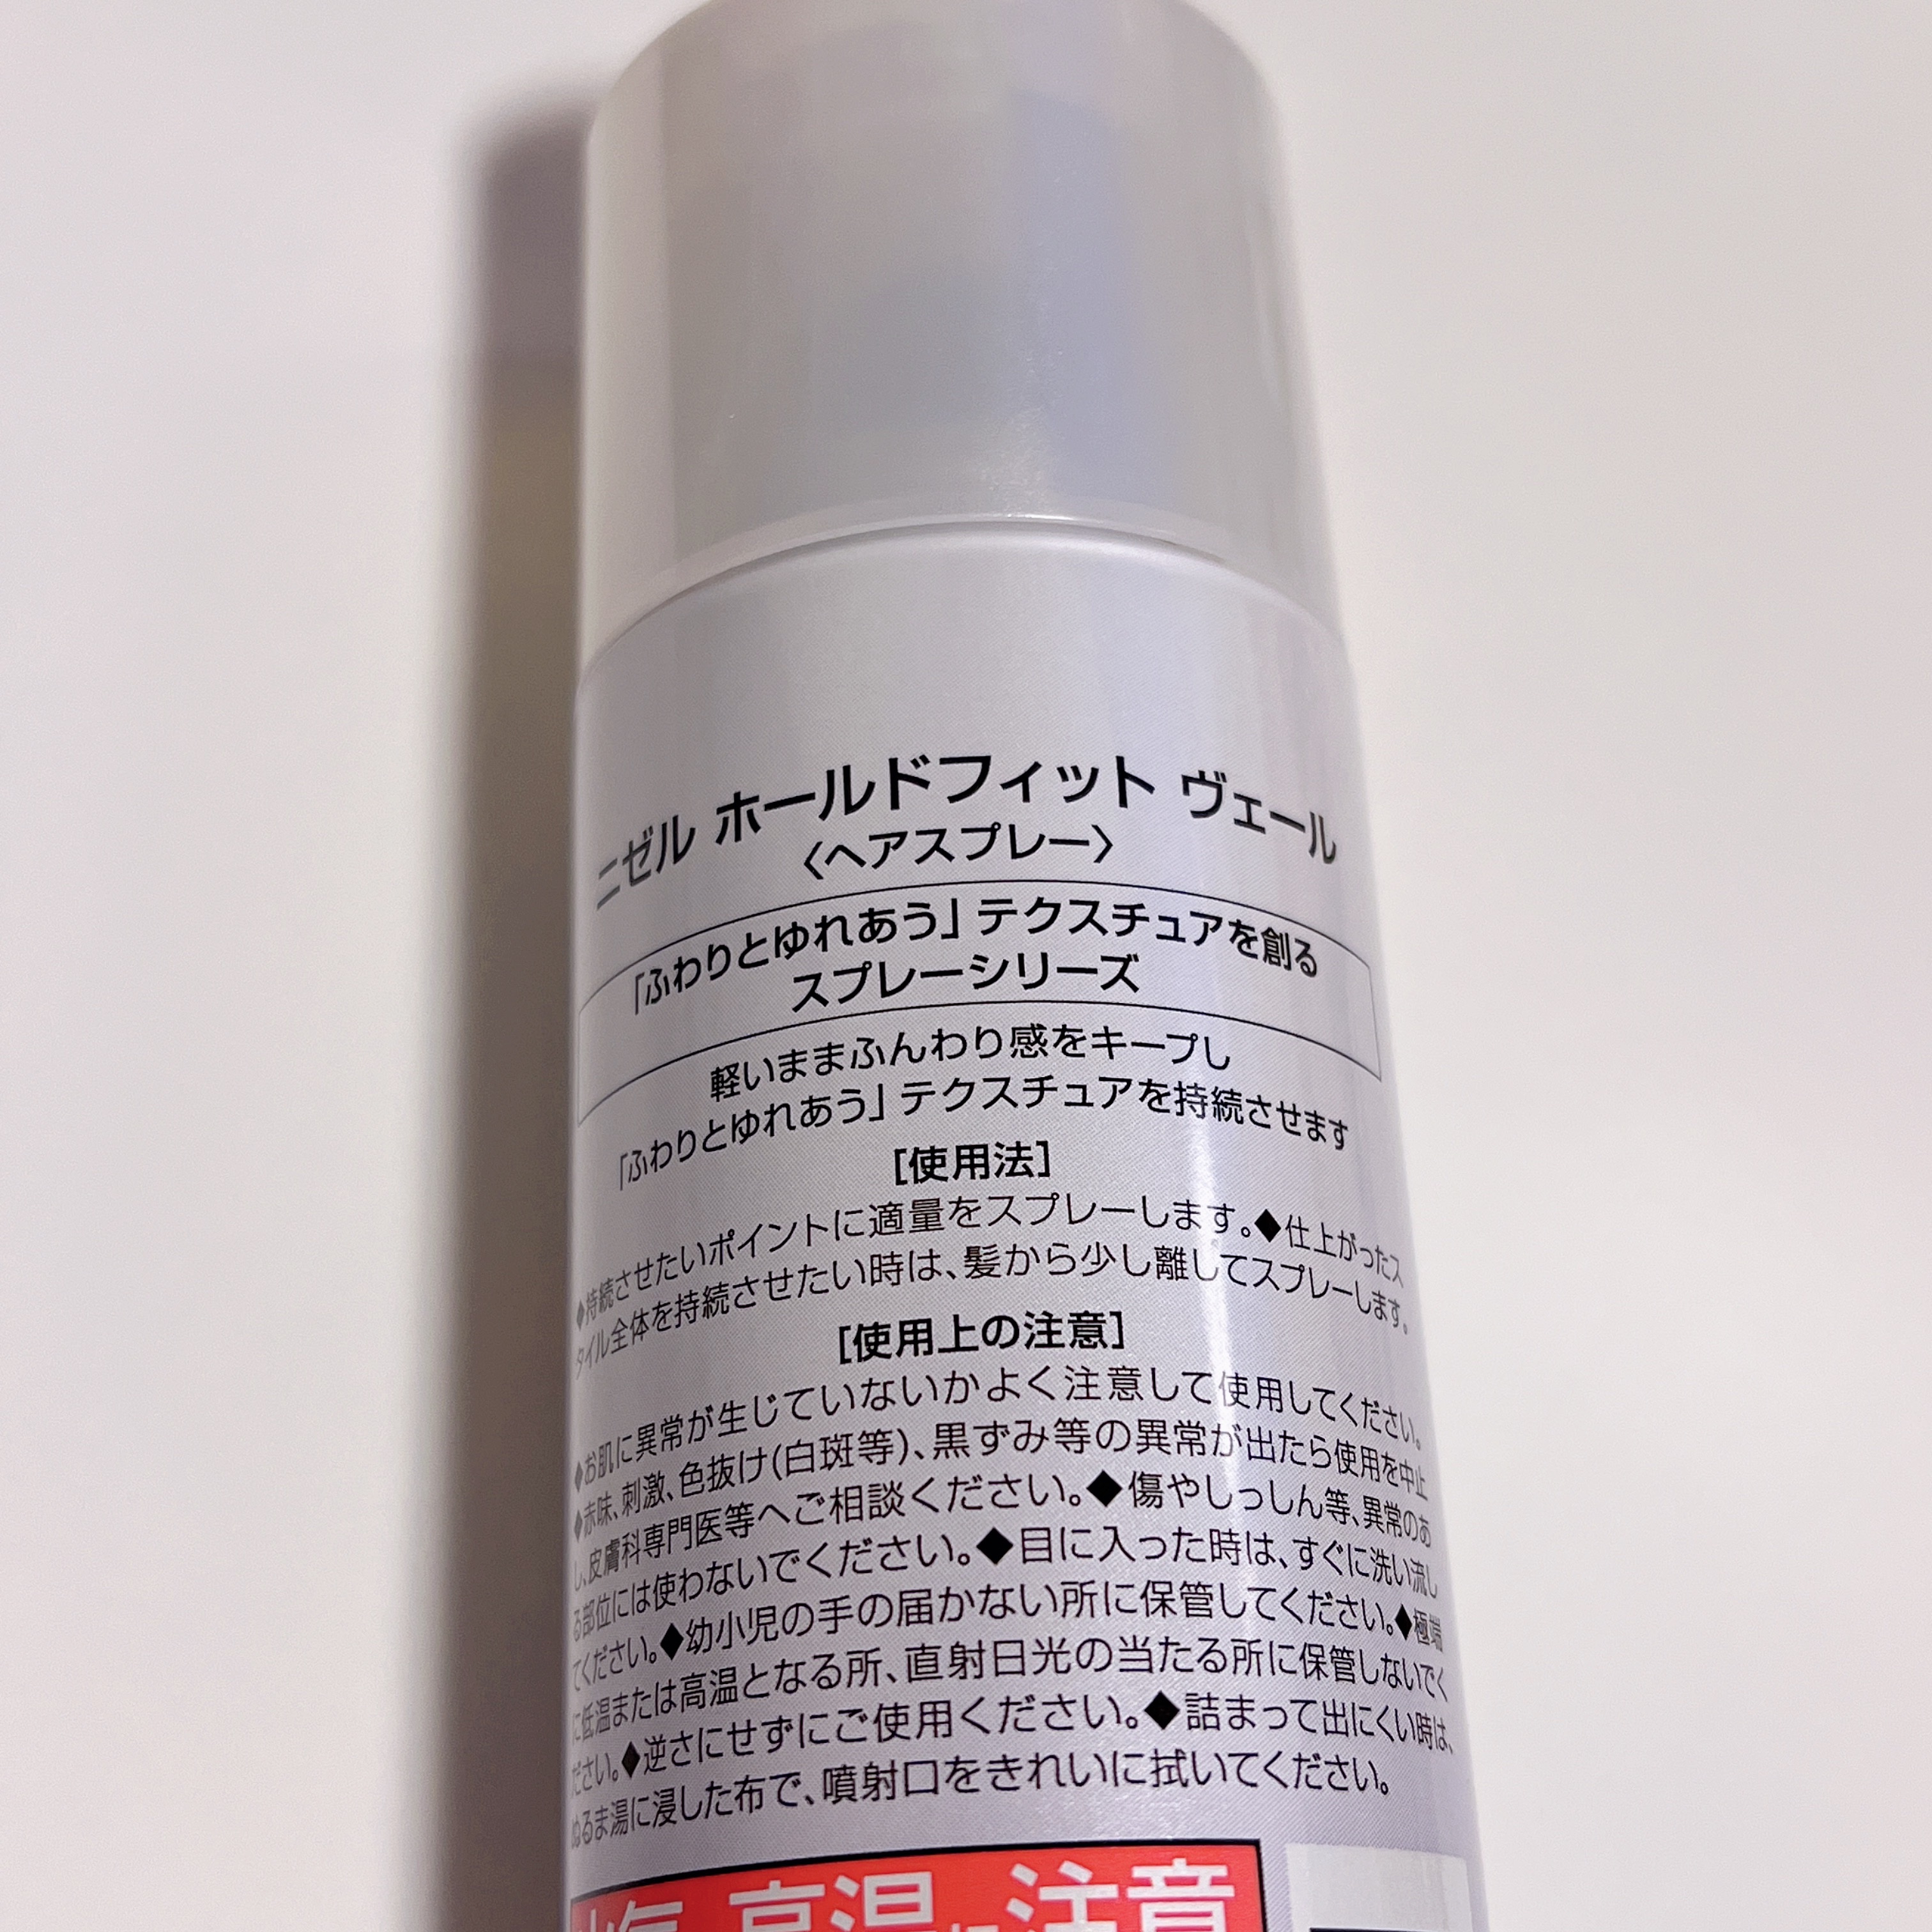 ニゼル ホールドフィット ヴェール
〈ヘアスプレー〉
「ふわりとゆれあう」テクスチュアを創る
スプレーシリーズ
軽いままふんわり感をキープし
「ふわりとゆれあう」テクスチュアを持続させます
[使用法]
◆持続させたいポイントに適量をスプレーします。◆仕上がったス
タイル全体を持続させたい時は、髪から少し離してスプレーします。
[使用上の注意]
◆お肌に異常が生じていないかよく注意して使用してください。
◆赤味、刺激、色抜け(白斑等)、黒ずみ等の異常が出たら使用を中止
し、皮膚科専門医等へご相談ください。◆傷やしっしん等、異常のあ
る部位には使わないでください。◆目に入った時は、すぐに洗い流し
てください。◆幼小児の手の届かない所に保管してください。◆極端
に低温または高温となる所、直射日光の当たる所に保管しないでく
ださい。◆逆さにせずにご使用ください。◆詰まって出にくい時は、
ぬるま湯に浸した布で、噴射口をきれいに拭いてください。
火気と高温に注意